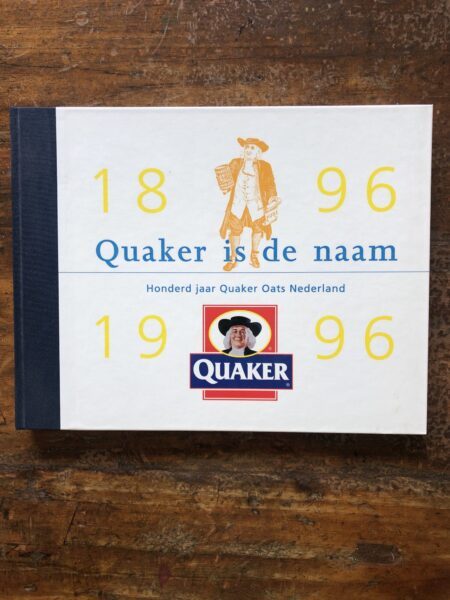 18 96
Quaker is de naam
Honderd jaar Quaker Oats Nederland
19 96
QUAKER
®